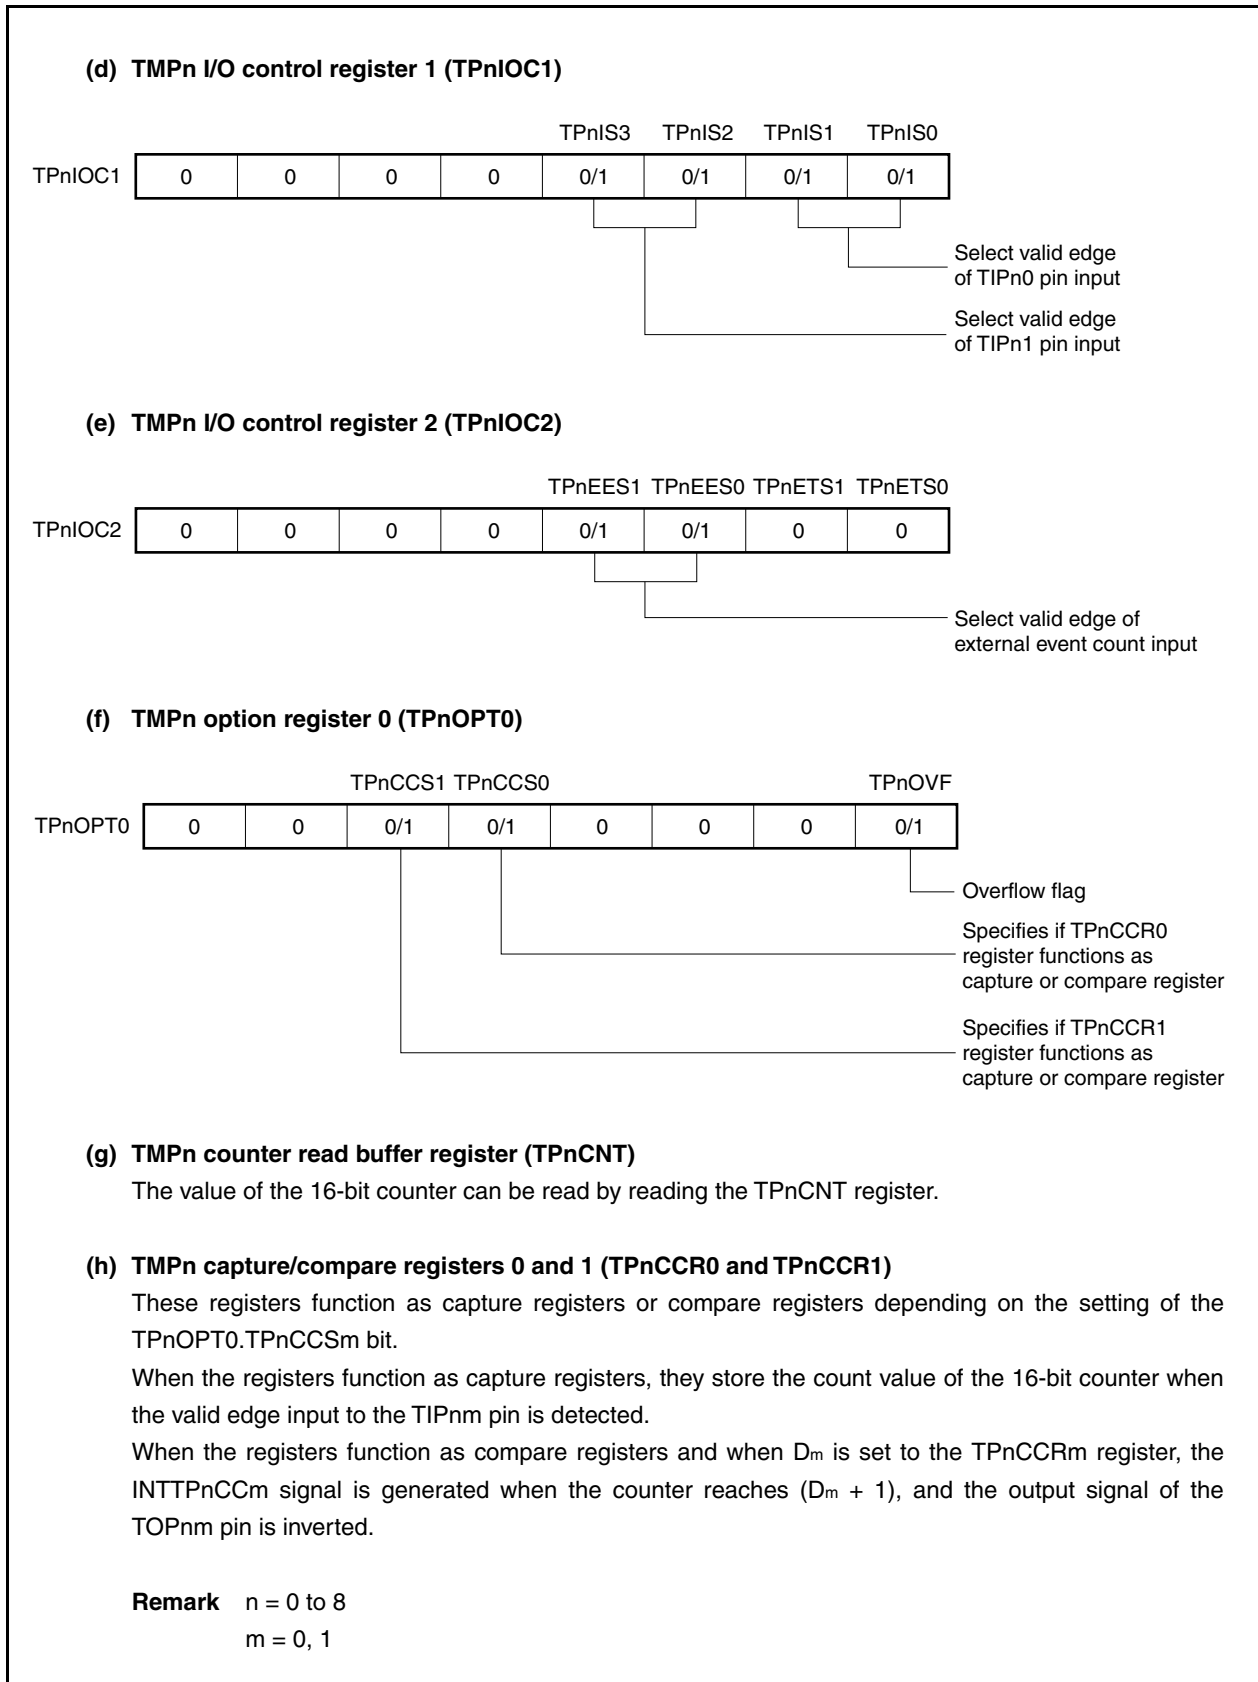 (d) TMPn I/O control register 1 (TPnIOC1)
TPnIS3 TPnIS2 TPnIS1 TPnIS0
TPnIOC1 0 0 0 0 0/1 0/1 0/1 0/1
Select valid edge
of TIPn0 pin input
Select valid edge
of TIPn1 pin input
(e) TMPn I/O control register 2 (TPnIOC2)
TPnEES1 TPnEES0 TPnETS1 TPnETS0
TPnIOC2 0 0 0 0 0/1 0/1 0 0
Select valid edge of
external event count input
(f) TMPn option register 0 (TPnOPT0)
TPnCCS1 TPnCCS0 TPnOVF
TPnOPT0 0 0 0/1 0/1 0 0 0 0/1
Overflow flag
Specifies if TPnCCR0
register functions as
capture or compare register
Specifies if TPnCCR1
register functions as
capture or compare register
(g) TMPn counter read buffer register (TPnCNT)
The value of the 16-bit counter can be read by reading the TPnCNT register.
(h) TMPn capture/compare registers 0 and 1 (TPnCCR0 and TPnCCR1)
These registers function as capture registers or compare registers depending on the setting of the
TPnOPT0.TPnCCSm bit.
When the registers function as capture registers, they store the count value of the 16-bit counter when
the valid edge input to the TIPnm pin is detected.
When the registers function as compare registers and when Dm is set to the TPnCCRm register, the
INTTPnCCm signal is generated when the counter reaches (Dm + 1), and the output signal of the
TOPnm pin is inverted.
Remark n = 0 to 8
m = 0, 1